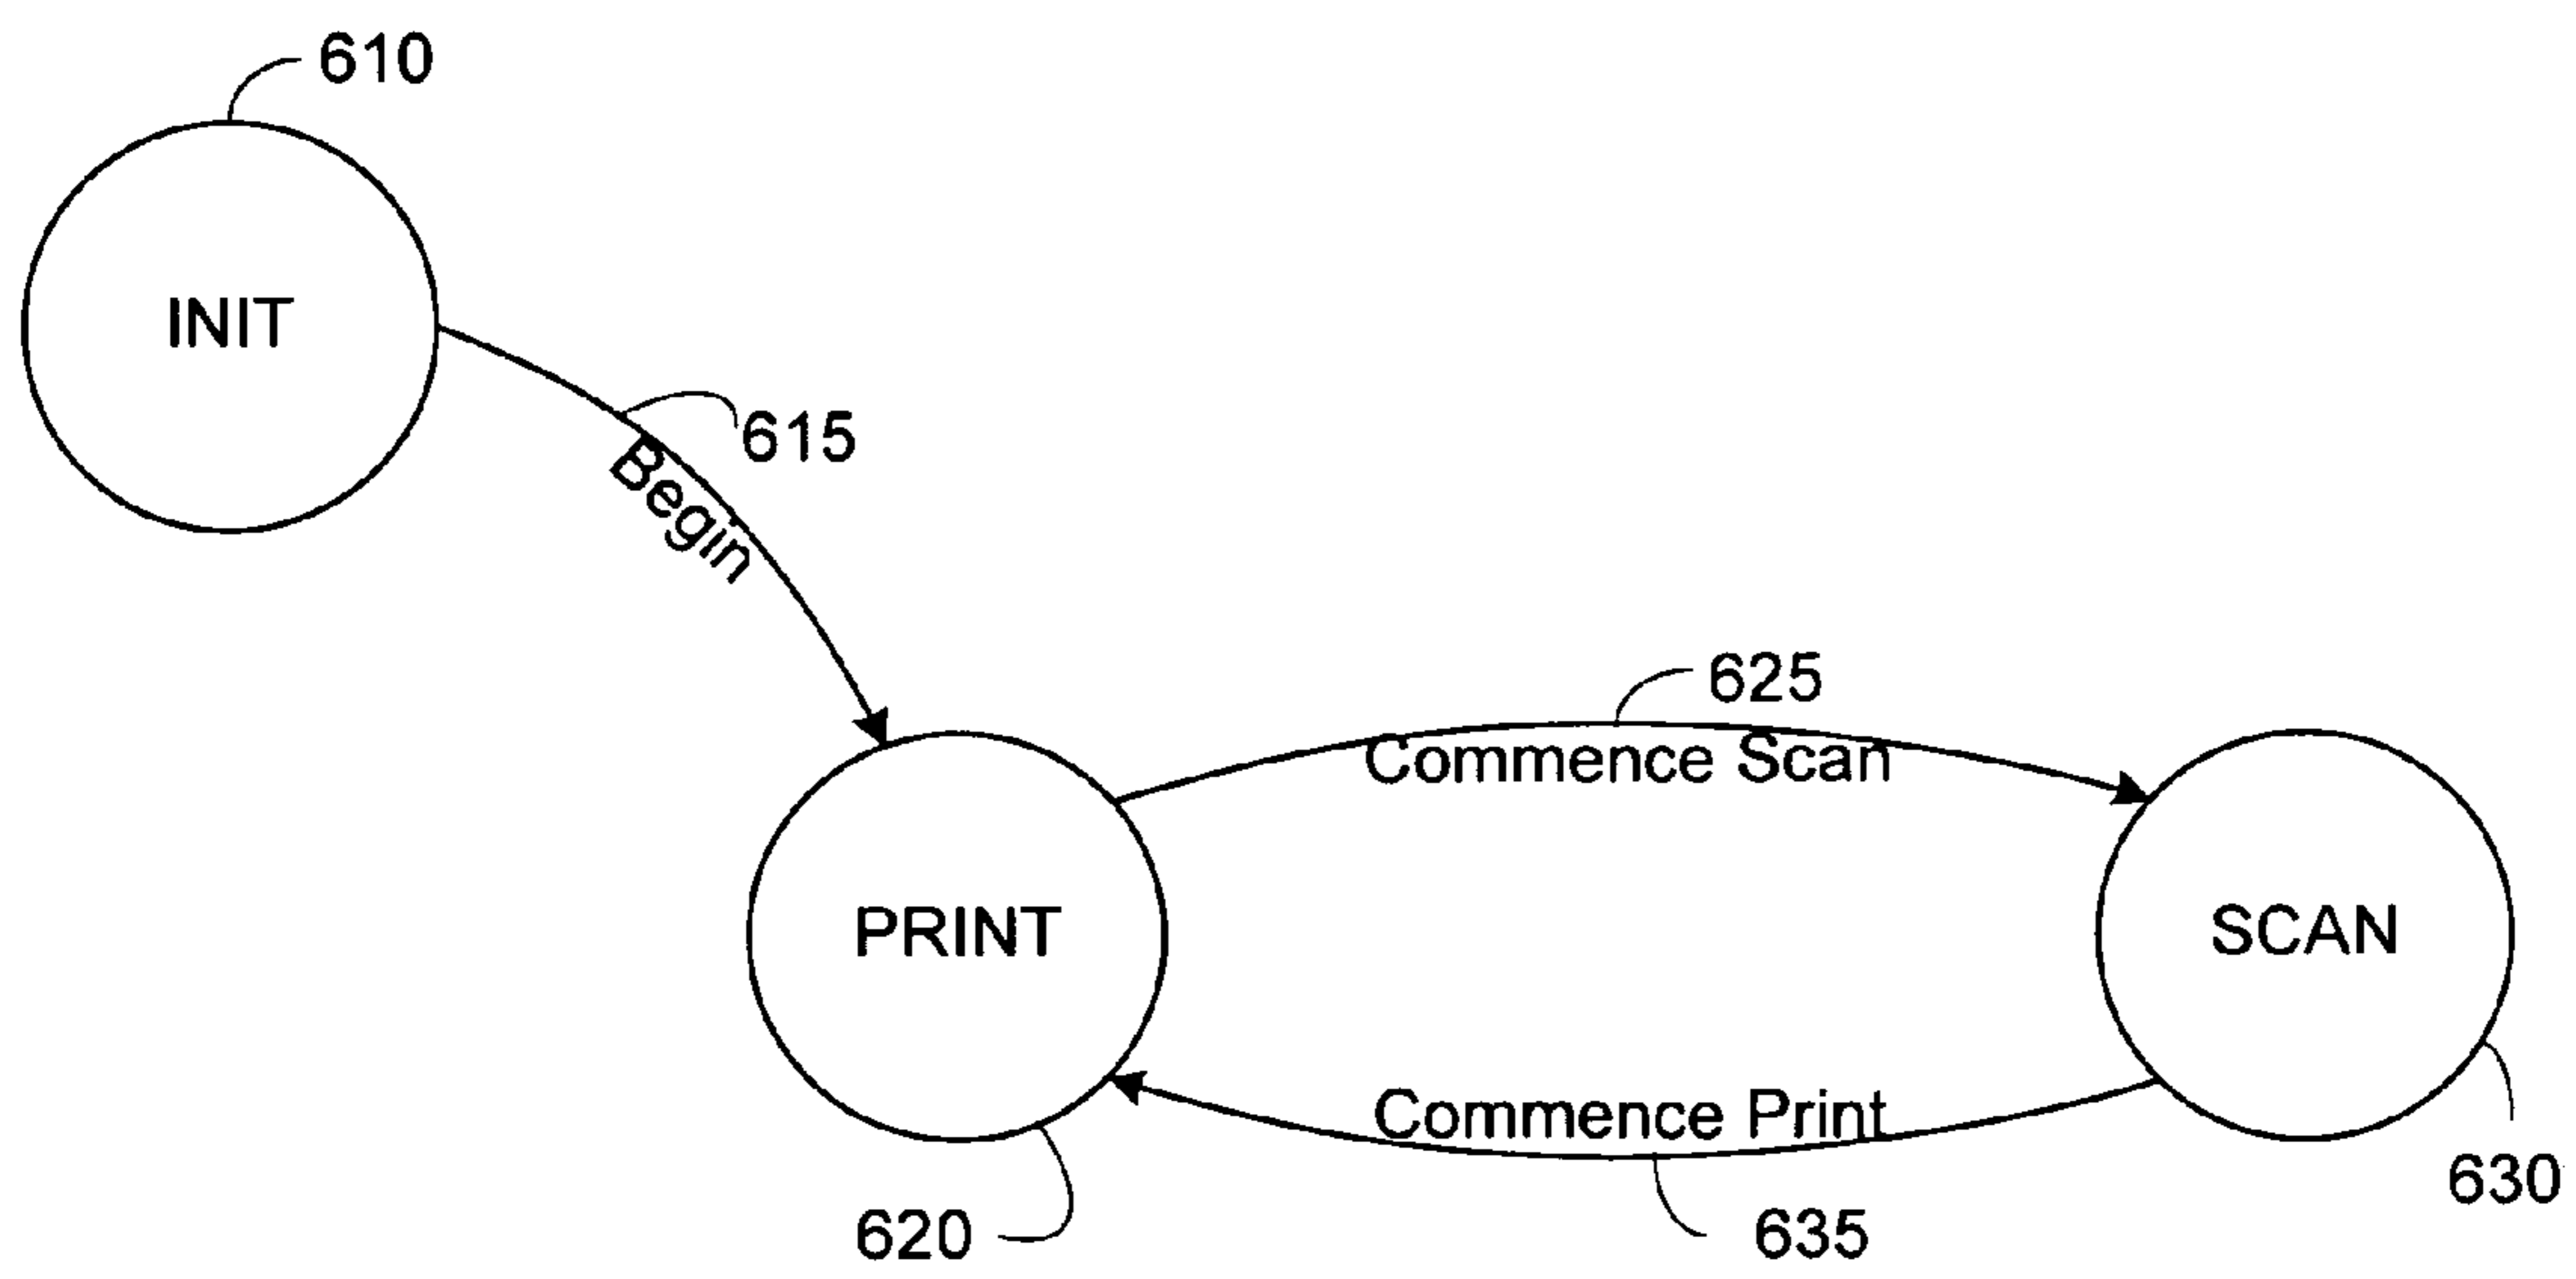 610
INIT
615
Begin
625
Commence Scan
PRINT
SCAN
Commence Print
630
620
635